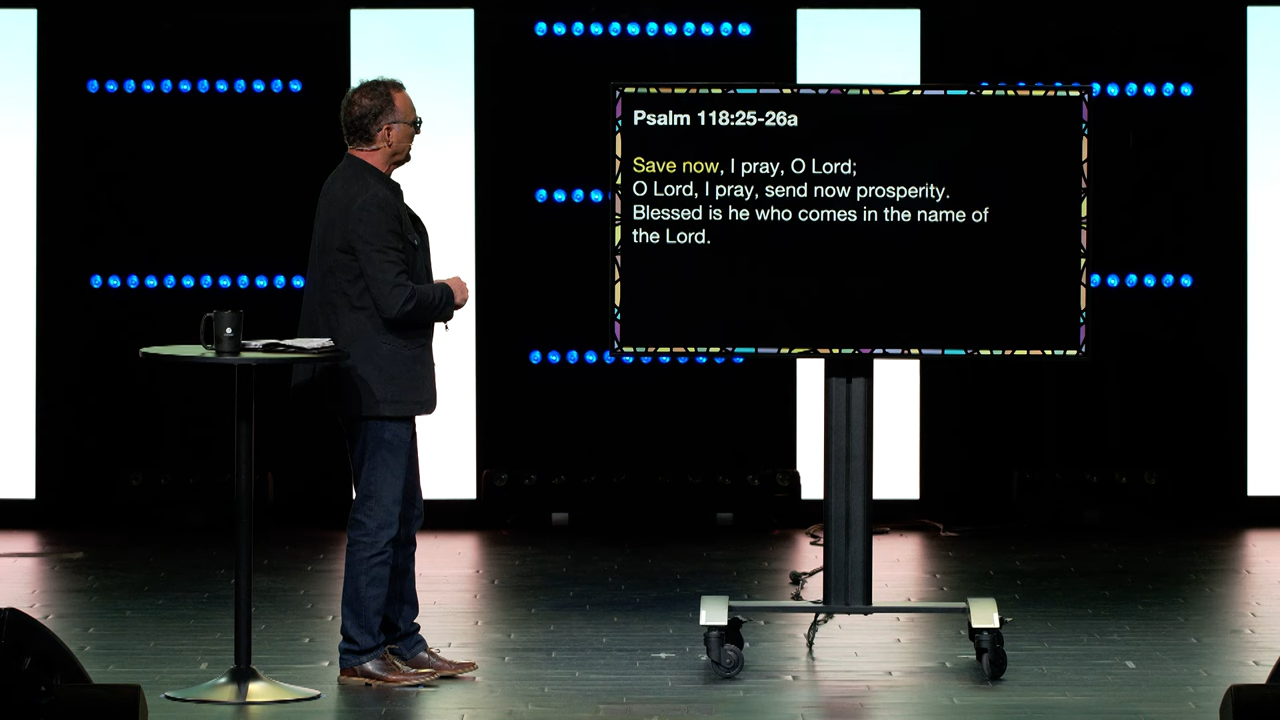 Psalm 118:25-26a
Save now, I pray, O Lord;
O Lord, I pray, send now prosperity.
Blessed is he who comes in the name of
the Lord.